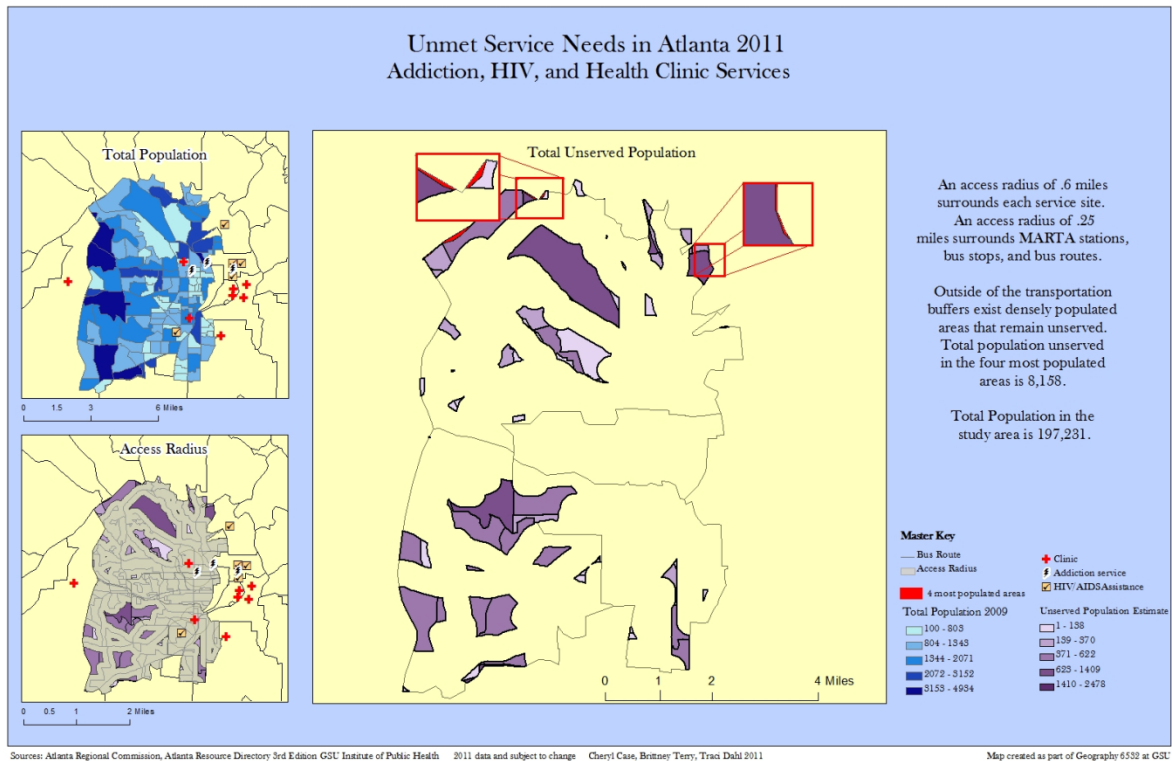 Unmet Service Needs in Atlanta 2011
Addiction, HIV, and Health Clinic Services
Total Population
0 1.5 3 6 Miles
Access Radius
0 0.5 1 2 Miles
Total Unserved Population
0 1 2 4 Miles
An access radius of .6 miles
surrounds each service site.
An access radius of .25
miles surrounds MARTA stations,
bus stops, and bus routes.
Outside of the transportation
buffers exist densely populated
areas that remain unserved.
Total population unserved
in the four most populated
areas is 8,158.
Total Population in the
study area is 197,231.
Master Key
Bus Route
Access Radius
4 most populated areas
Clinic
Addiction service
HIV/AIDSAssistance
Total Population 2009
100 - 803
804 - 1343
1344 - 2071
2072 - 3152
3153 - 4934
Unserved Population Estimate
1 - 138
139 - 370
371 - 622
623 - 1409
1410 - 2478
Sources: Atlanta Regional Commission, Atlanta Resource Directory 3rd Edition GSU Institute of Public Health 2011 data and subject to change Cheryl Case, Brittney Terry, Traci Dahl 2011
Map created as part of Geography 6532 at GSU